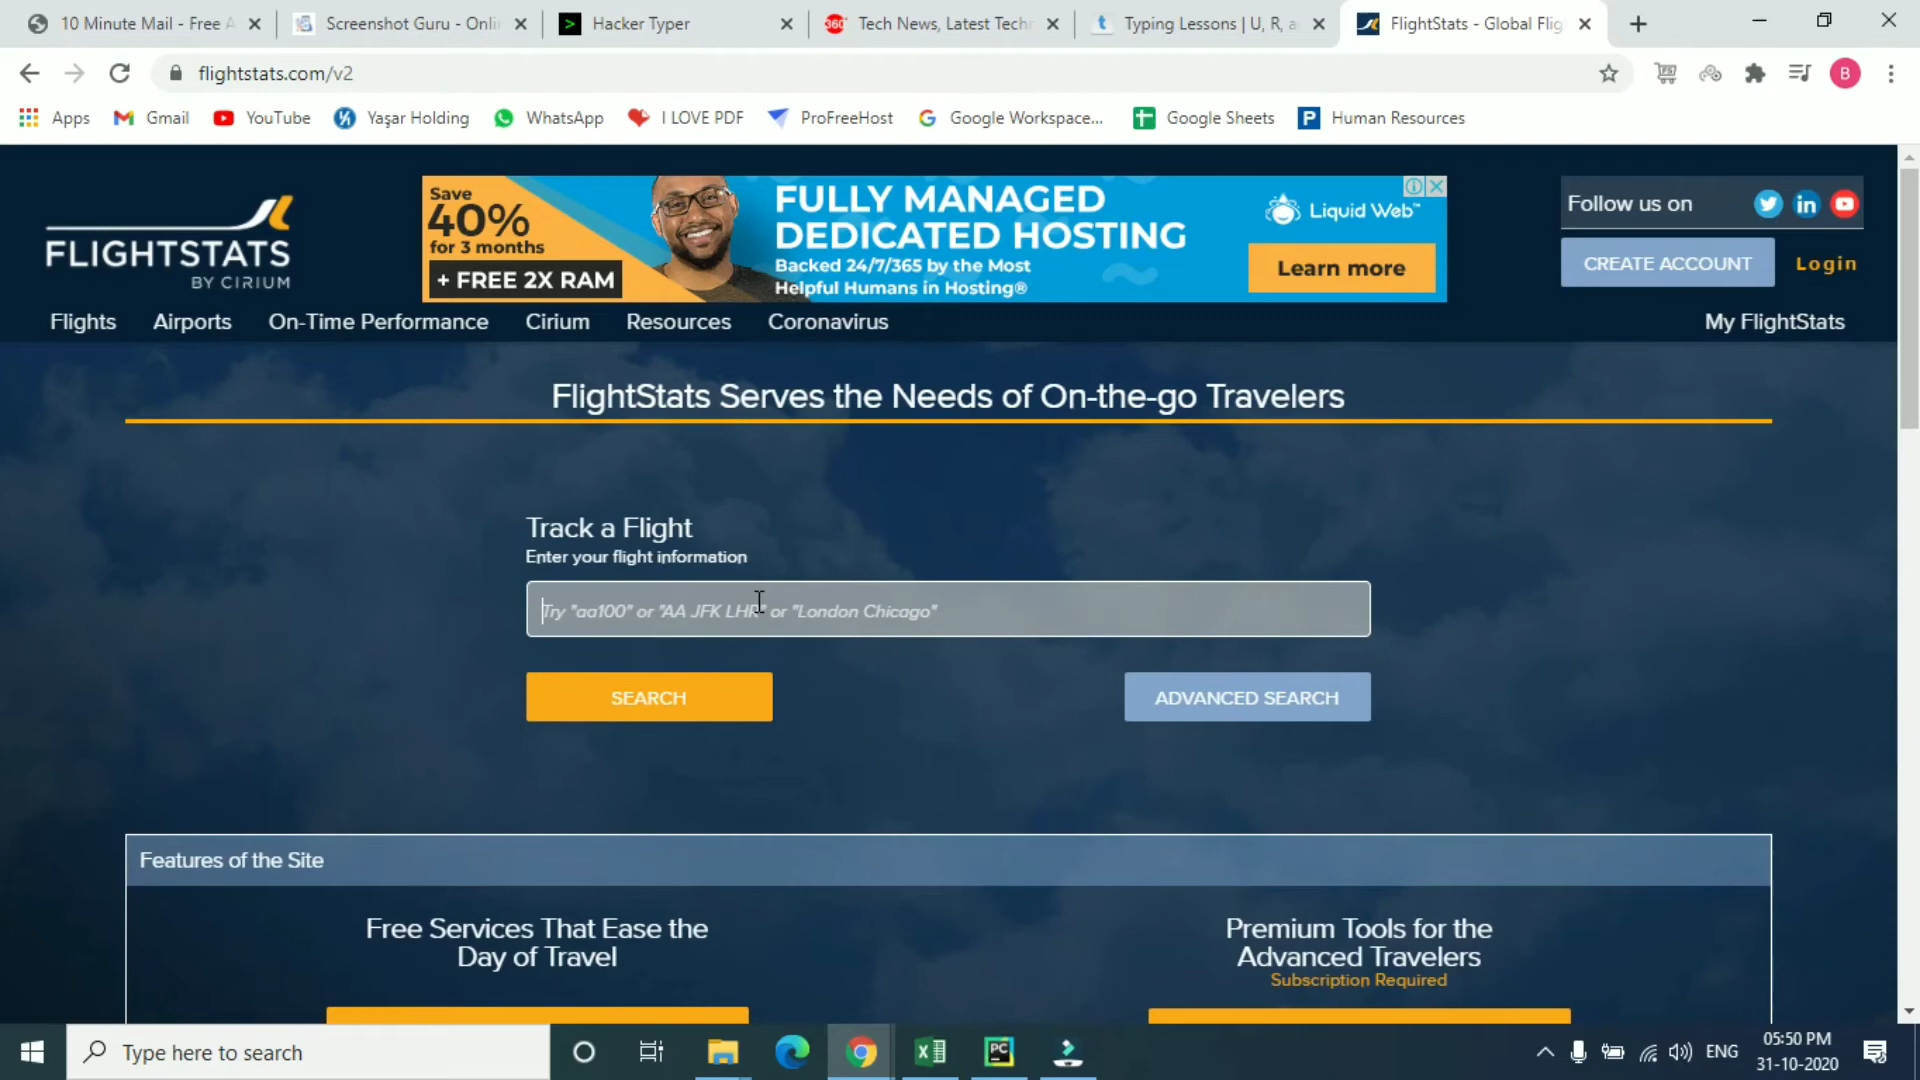 10 Minute Mail - Free A
Screenshot Guru - Onli
Hacker Typer
Tech News, Latest Techn
Typing Lessons | U, R, a
FlightStats - Global Flig
flightstats.com/v2
B
Apps
Gmail
YouTube
Yaşar Holding
WhatsApp
I LOVE PDF
ProFreeHost
Google Workspace...
Google Sheets
Human Resources
FLIGHTSTATS
BY CIRIUM
Save
40%
for 3 months
+ FREE 2X RAM
FULLY MANAGED
DEDICATED HOSTING
Backed 24/7/365 by the Most
Helpful Humans in Hosting®
Liquid Web™
Learn more
Follow us on
CREATE ACCOUNT
Login
Flights
Airports
On-Time Performance
Cirium
Resources
Coronavirus
My FlightStats
FlightStats Serves the Needs of On-the-go Travelers
Track a Flight
Enter your flight information
Try "aa100" or "AA JFK LHR" or "London Chicago"
SEARCH
ADVANCED SEARCH
Features of the Site
Free Services That Ease the
Day of Travel
Premium Tools for the
Advanced Travelers
Subscription Required
Type here to search
ENG
05:50 PM
31-10-2020